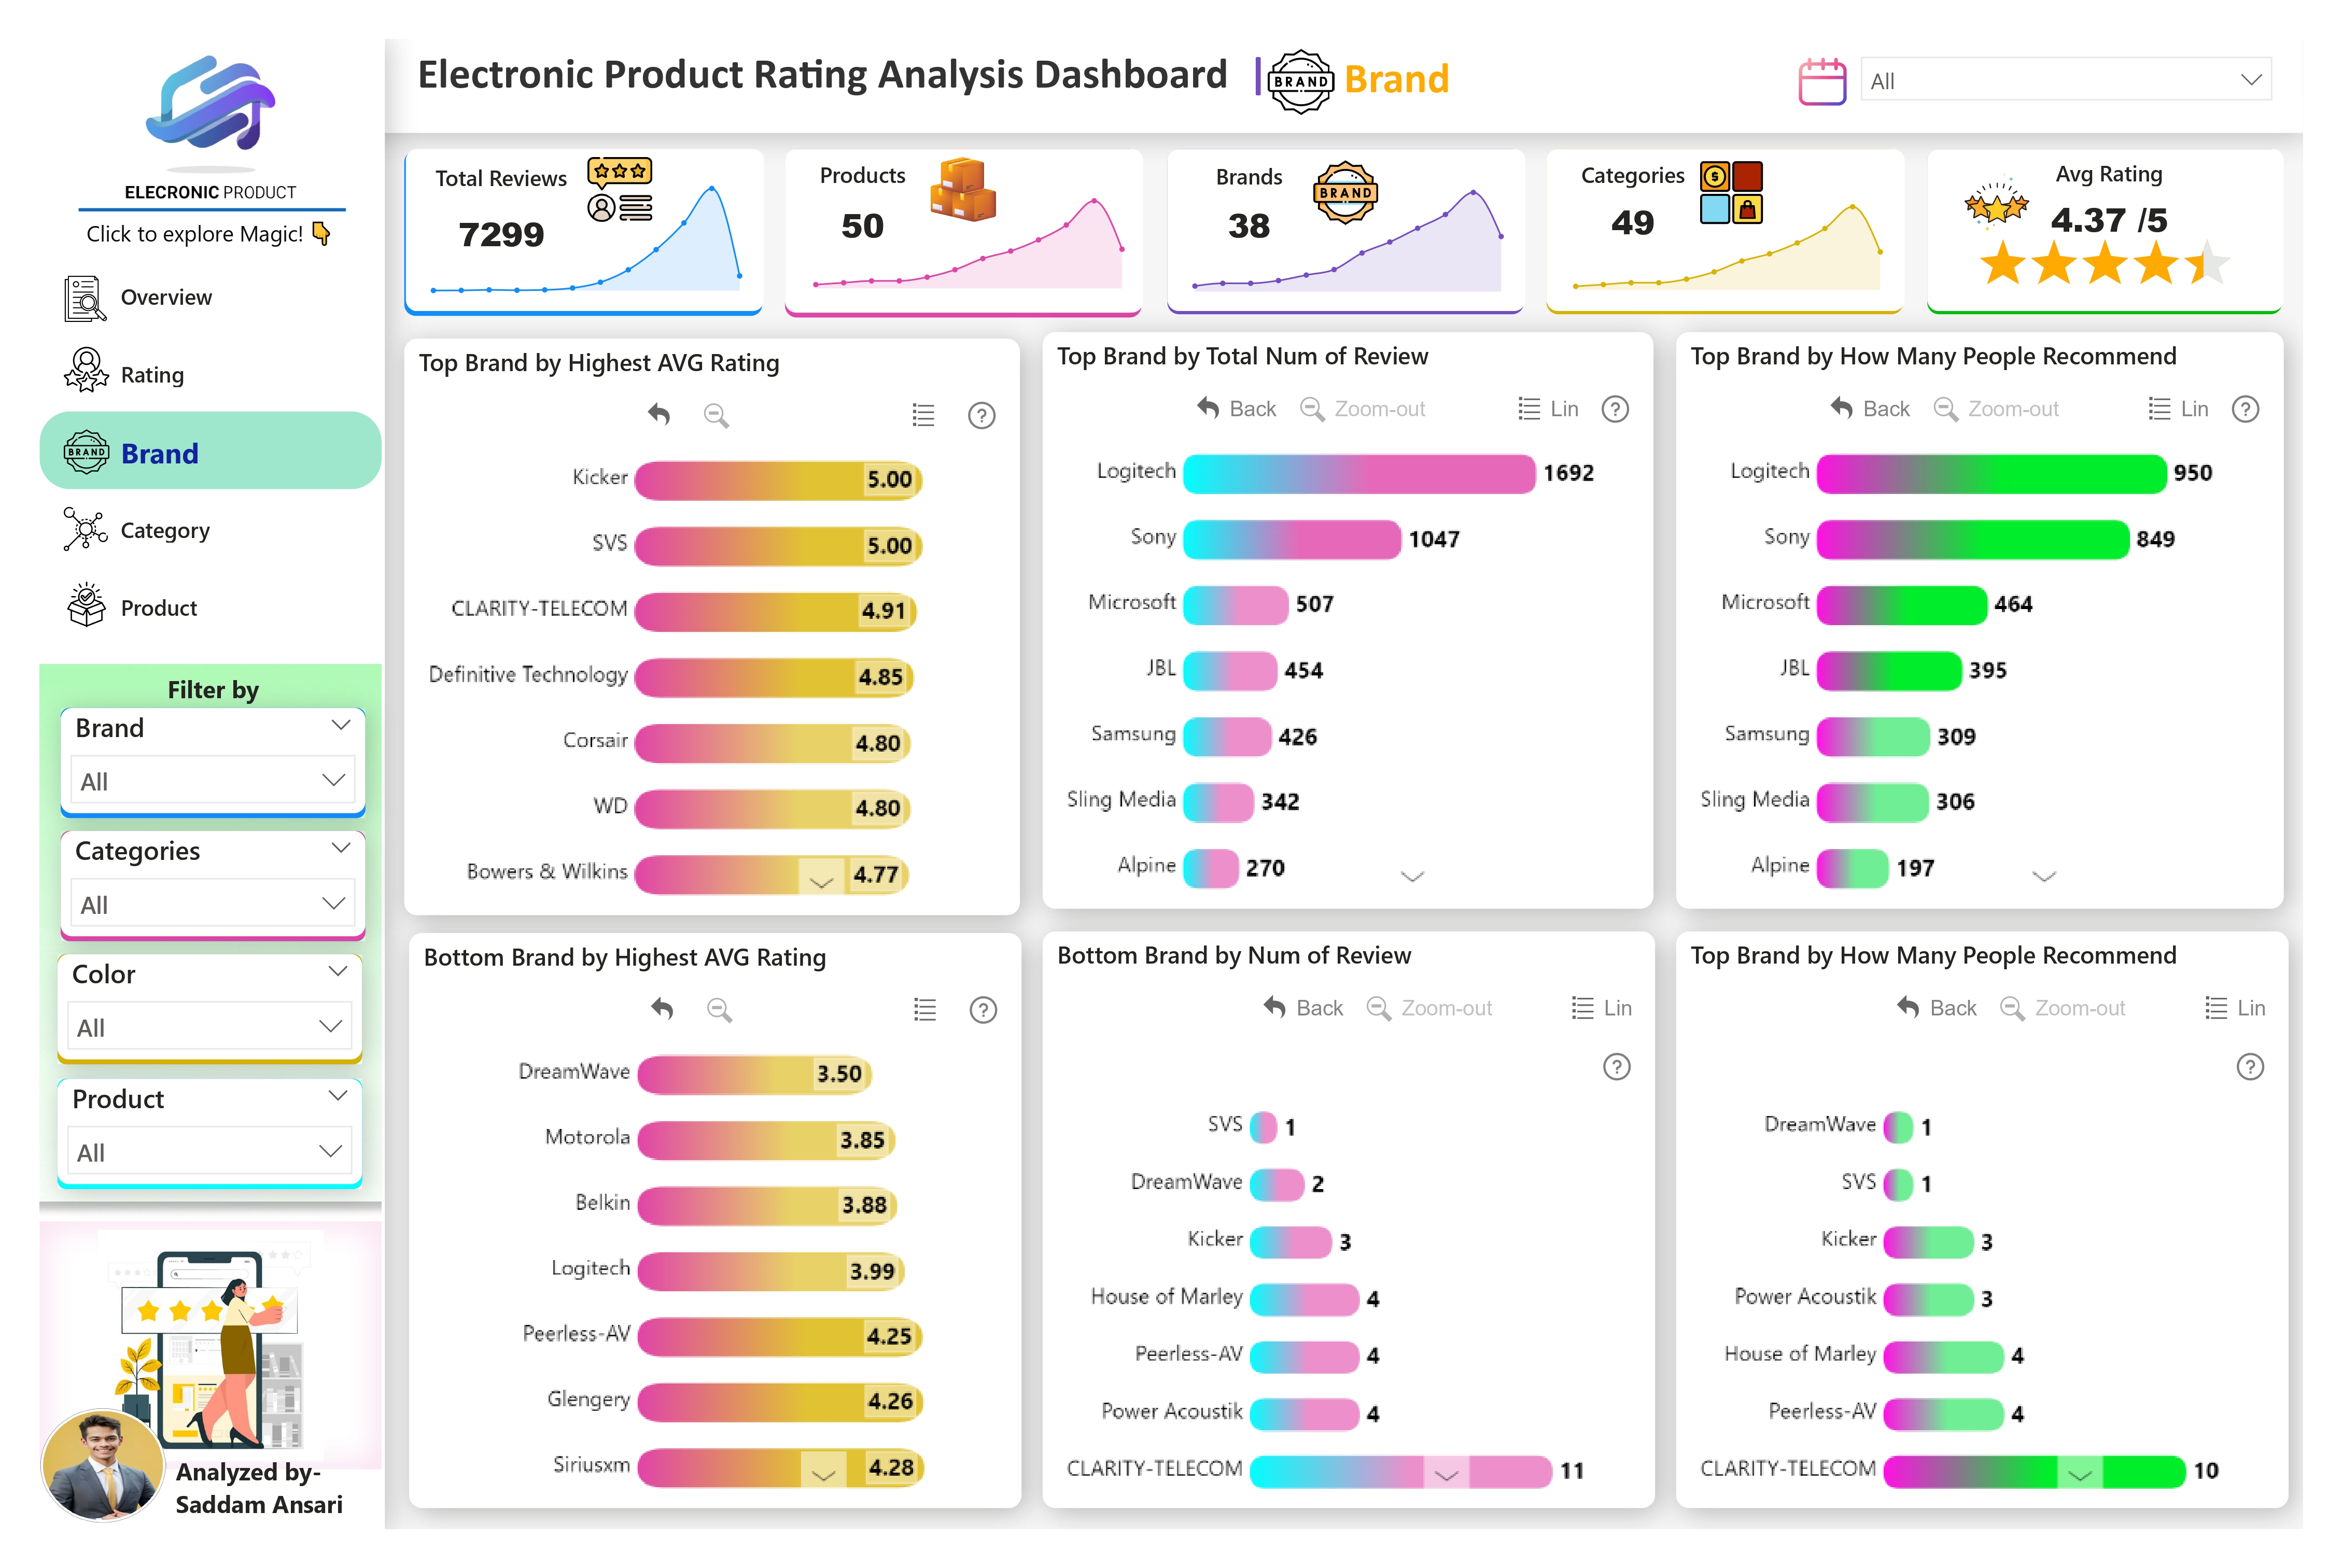 ELECRONIC PRODUCT
Click to explore Magic!
Overview
Rating
Brand
Category
Product
Filter by
Brand
All
Categories
All
Color
All
Product
All
Analyzed by-
Saddam Ansari
Electronic Product Rating Analysis Dashboard
BRAND
Brand
All
Total Reviews
7299
Products
50
Brands
38
BRAND
Categories
49
Avg Rating
4.37 /5
Top Brand by Highest AVG Rating
Kicker 5.00
SVS 5.00
CLARITY-TELECOM 4.91
Definitive Technology 4.85
Corsair 4.80
WD 4.80
Bowers & Wilkins 4.77
Top Brand by Total Num of Review
Back Zoom-out Lin
Logitech 1692
Sony 1047
Microsoft 507
JBL 454
Samsung 426
Sling Media 342
Alpine 270
Top Brand by How Many People Recommend
Back Zoom-out Lin
Logitech 950
Sony 849
Microsoft 464
JBL 395
Samsung 309
Sling Media 306
Alpine 197
Bottom Brand by Highest AVG Rating
DreamWave 3.50
Motorola 3.85
Belkin 3.88
Logitech 3.99
Peerless-AV 4.25
Glengery 4.26
Siriusxm 4.28
Bottom Brand by Num of Review
Back Zoom-out Lin
SVS 1
DreamWave 2
Kicker 3
House of Marley 4
Peerless-AV 4
Power Acoustik 4
CLARITY-TELECOM 11
Top Brand by How Many People Recommend
Back Zoom-out Lin
DreamWave 1
SVS 1
Kicker 3
Power Acoustik 3
House of Marley 4
Peerless-AV 4
CLARITY-TELECOM 10